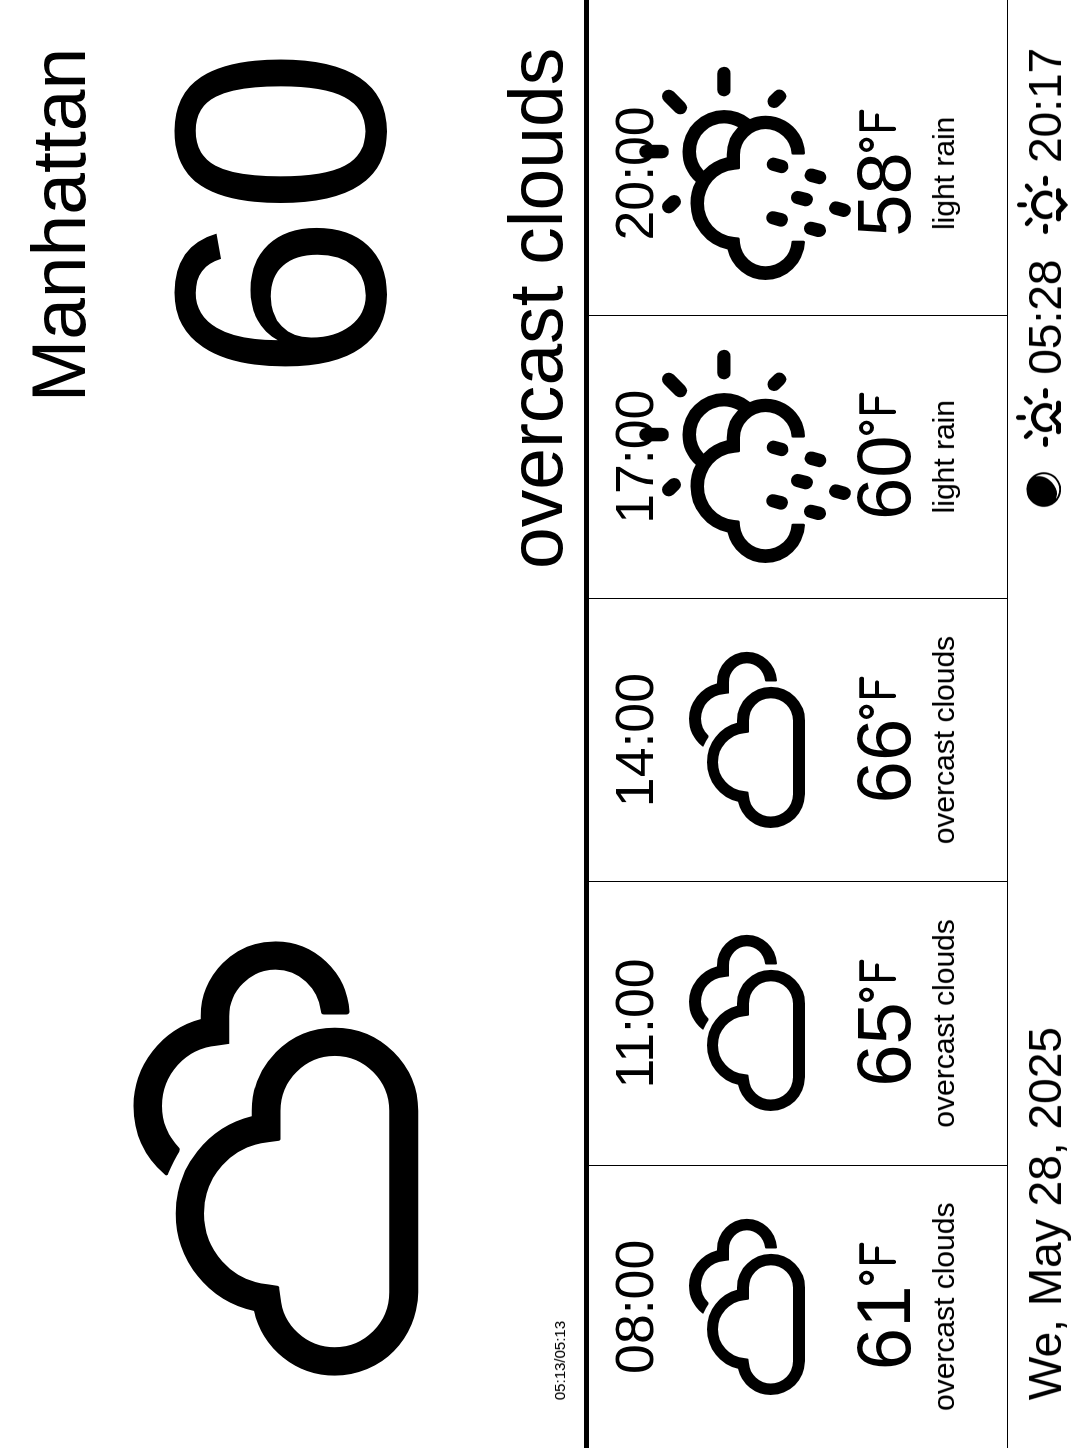 Manhattan
60
overcast clouds
05:13/05:13
08:00
61°F
overcast clouds
11:00
65°F
overcast clouds
14:00
66°F
overcast clouds
17:00
60°F
light rain
20:00
58°F
light rain
We, May 28, 2025
05:28
20:17